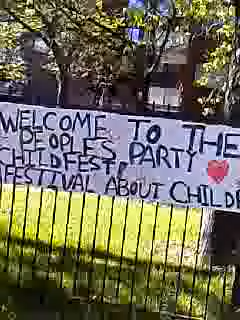 WELCOME TO THE
PEOPLES PARTY
CHILDFEST,
FESTIVAL ABOUT CHILD